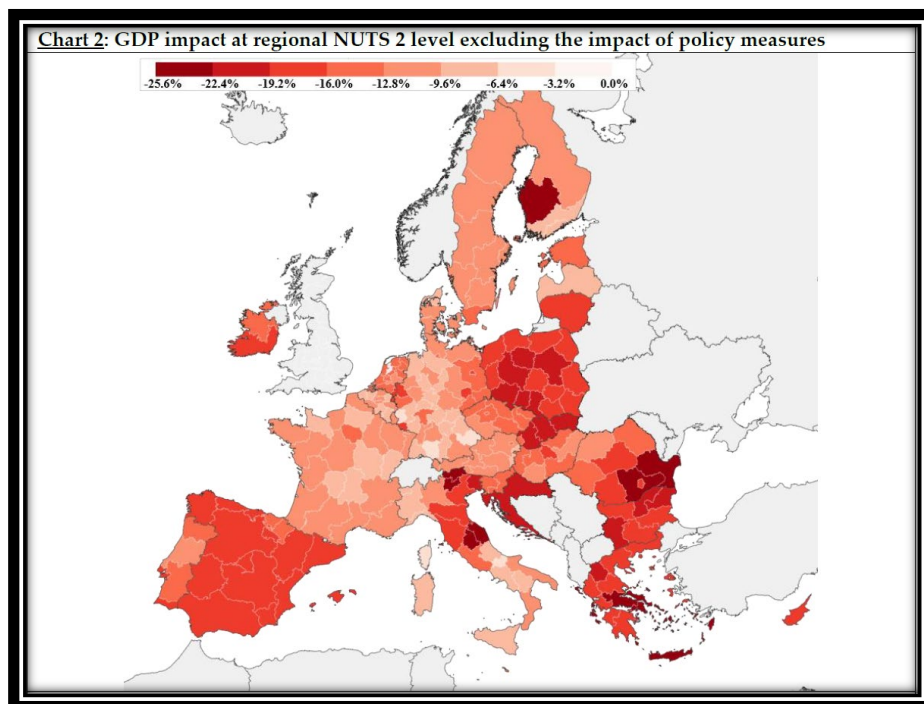 Chart 2: GDP impact at regional NUTS 2 level excluding the impact of policy measures
-25.6% -22.4% -19.2% -16.0% -12.8% -9.6% -6.4% -3.2% 0.0%